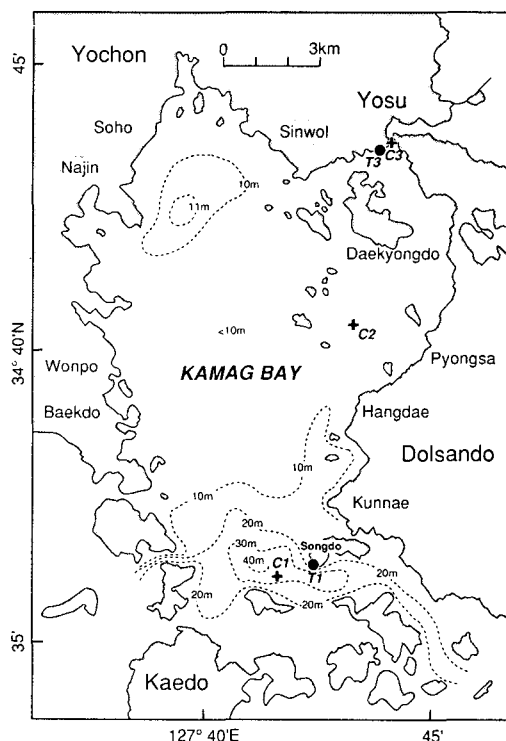 45'
Yochon
0 3km
Yosu
Soho
Sinwol
C3
T3
Najin
10m
11m
Daekyongdo
C2
<10m
34° 40'N
Pyongsa
Wonpo
KAMAG BAY
Baekdo
Hangdae
Dolsando
10m
10m
Kunnae
20m
30m
Songdo
40m
C1
T1
20m
20m
20m
35'
Kaedo
127° 40'E
45'